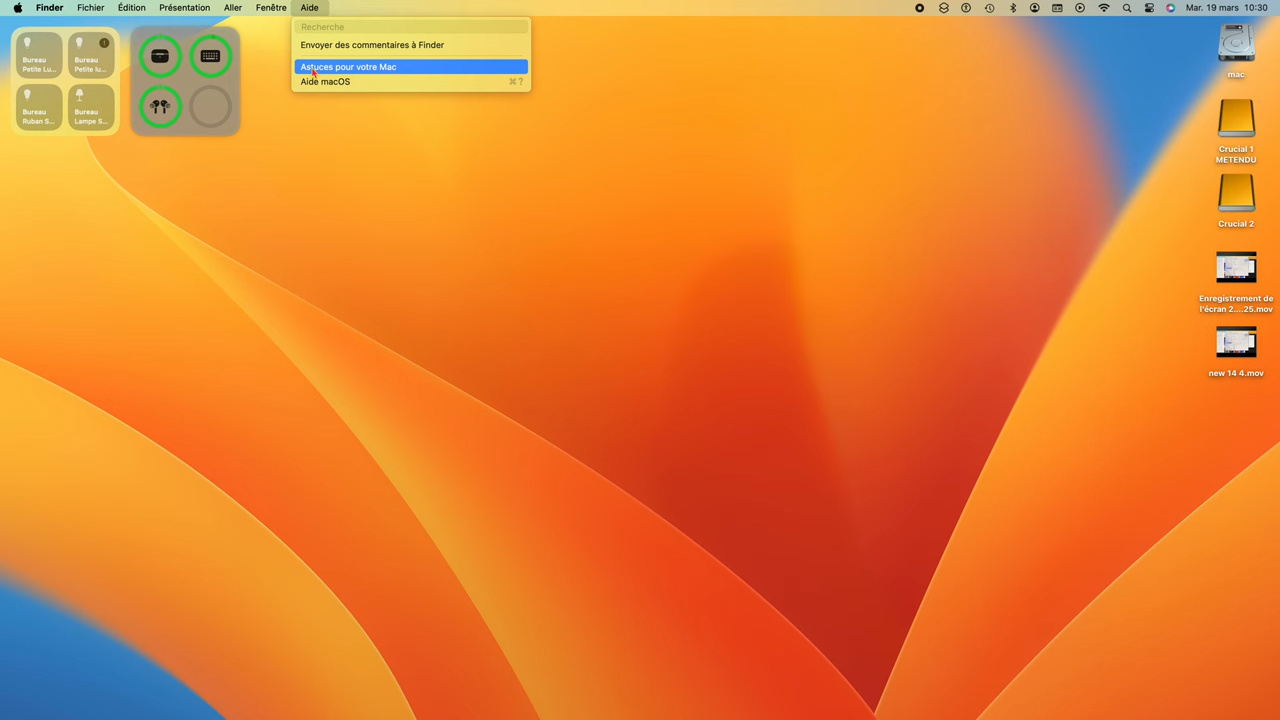 Finder Fichier Édition Présentation Aller Fenêtre Aide
Mar. 19 mars 10:30
Recherche
Envoyer des commentaires à Finder
Astuces pour votre Mac
Aide macOS ⌘ ?
Bureau
Petite Lu...
Bureau
Petite lu...
Bureau
Ruban S...
Bureau
Lampe S...
mac
Crucial 1
METENDU
Crucial 2
Enregistrement de
l'écran 2....25.mov
new 14 4.mov